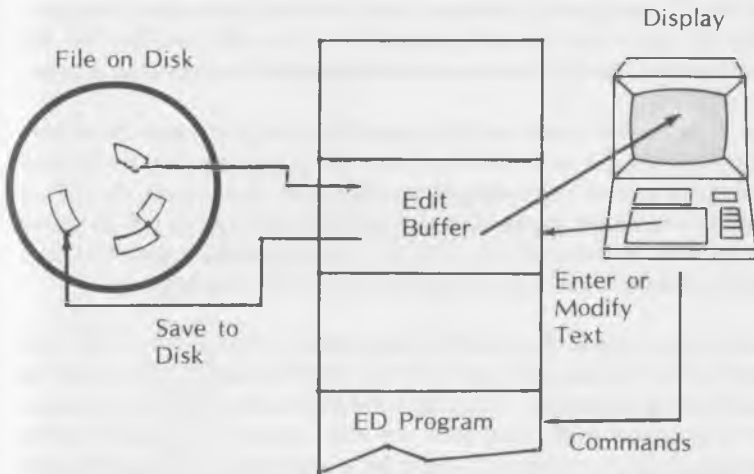 Display
File on Disk
Edit
Buffer
Enter or
Modify
Text
Save to
Disk
ED Program
Commands